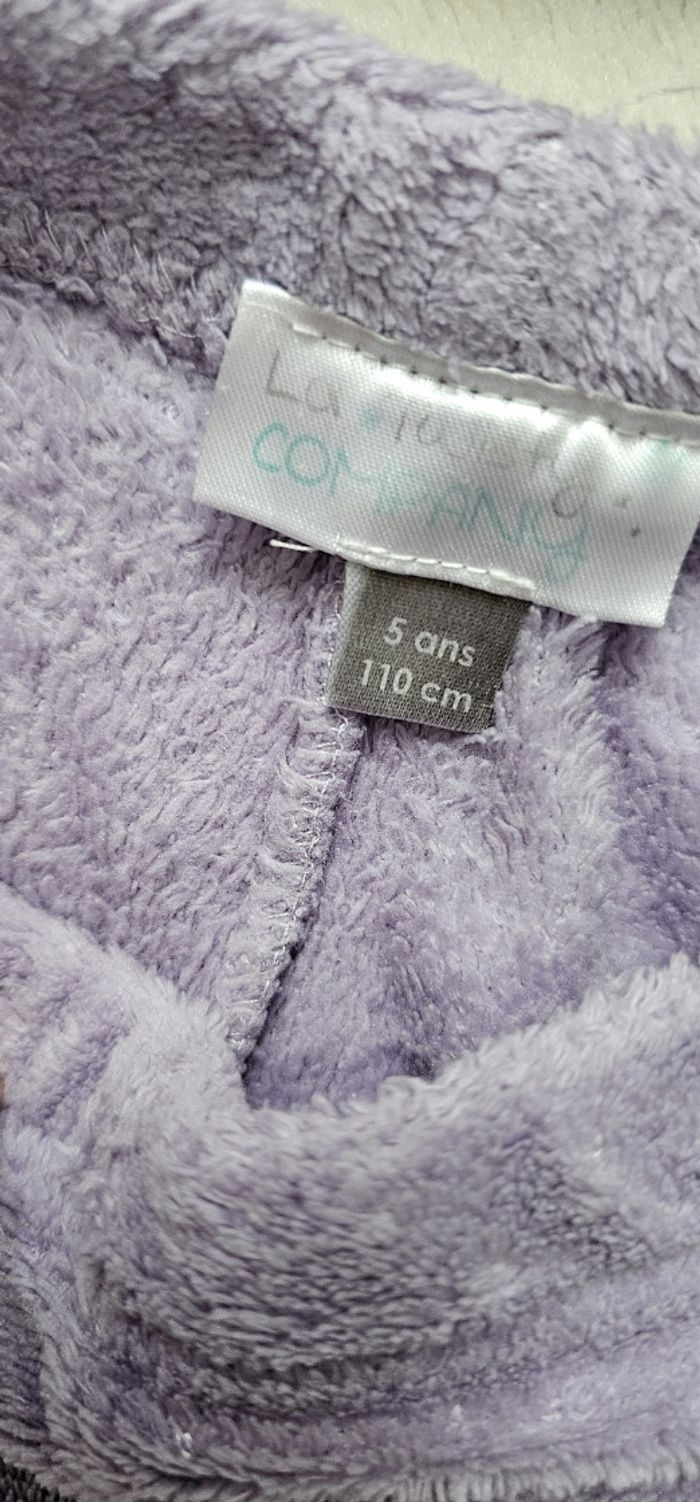 La
COMPANY
5 ans
110 cm